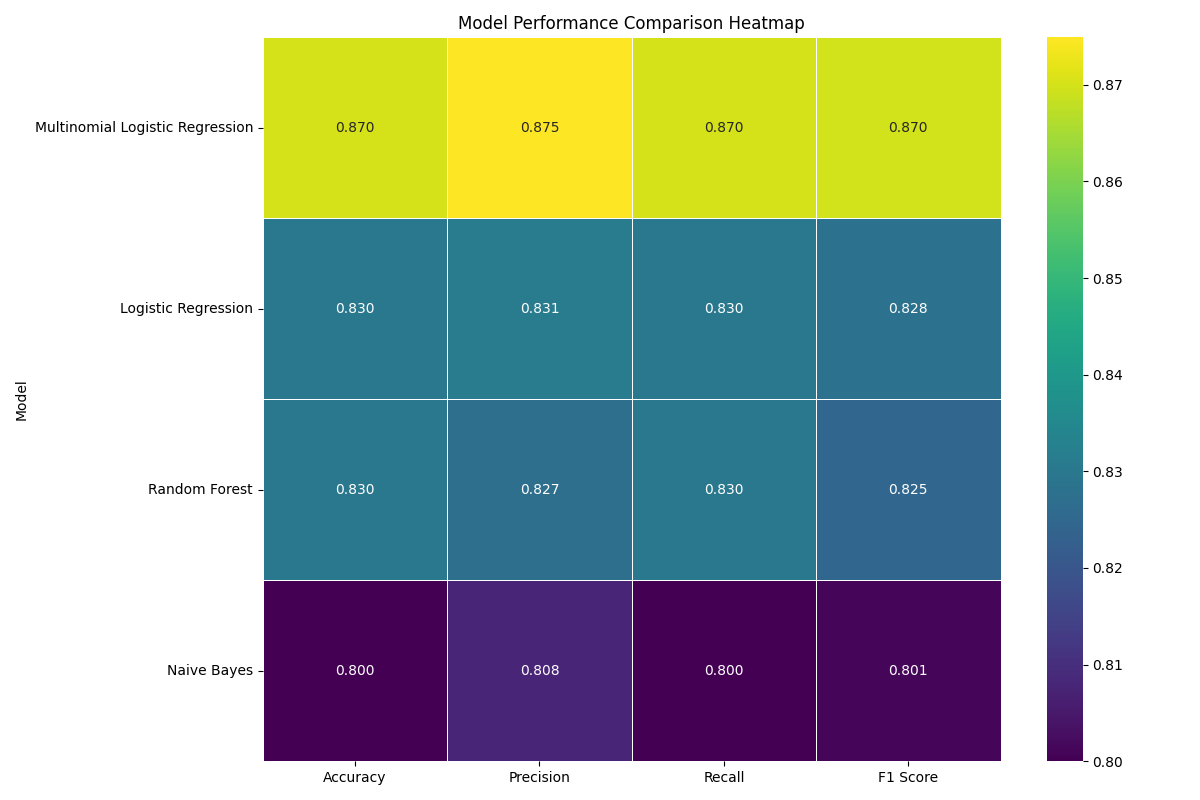 Model Performance Comparison Heatmap
Multinomial Logistic Regression 0.870 0.875 0.870 0.870
Logistic Regression 0.830 0.831 0.830 0.828
Random Forest 0.830 0.827 0.830 0.825
Naive Bayes 0.800 0.808 0.800 0.801
Accuracy Precision Recall F1 Score
Model
0.87
0.86
0.85
0.84
0.83
0.82
0.81
0.80